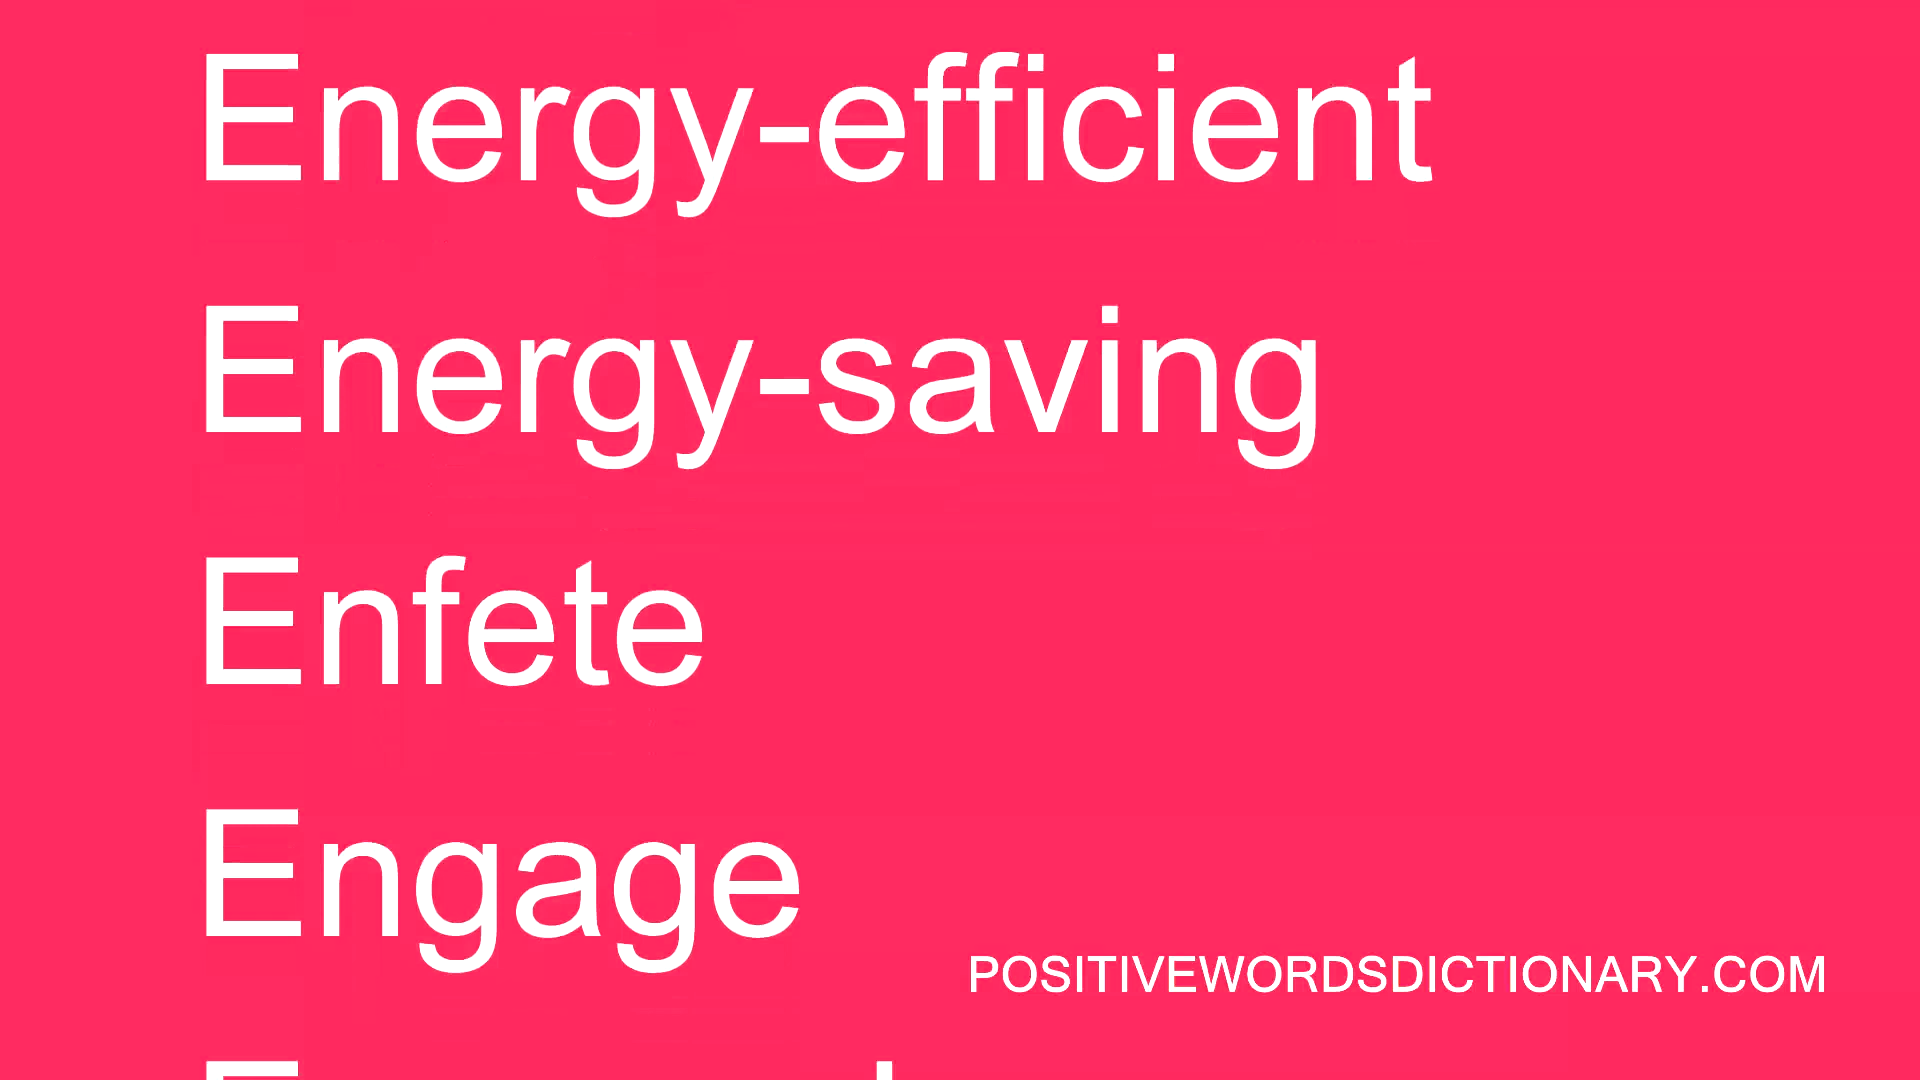 Energy-efficient
Energy-saving
Enfete
Engage
POSITIVEWORDSDICTIONARY.COM